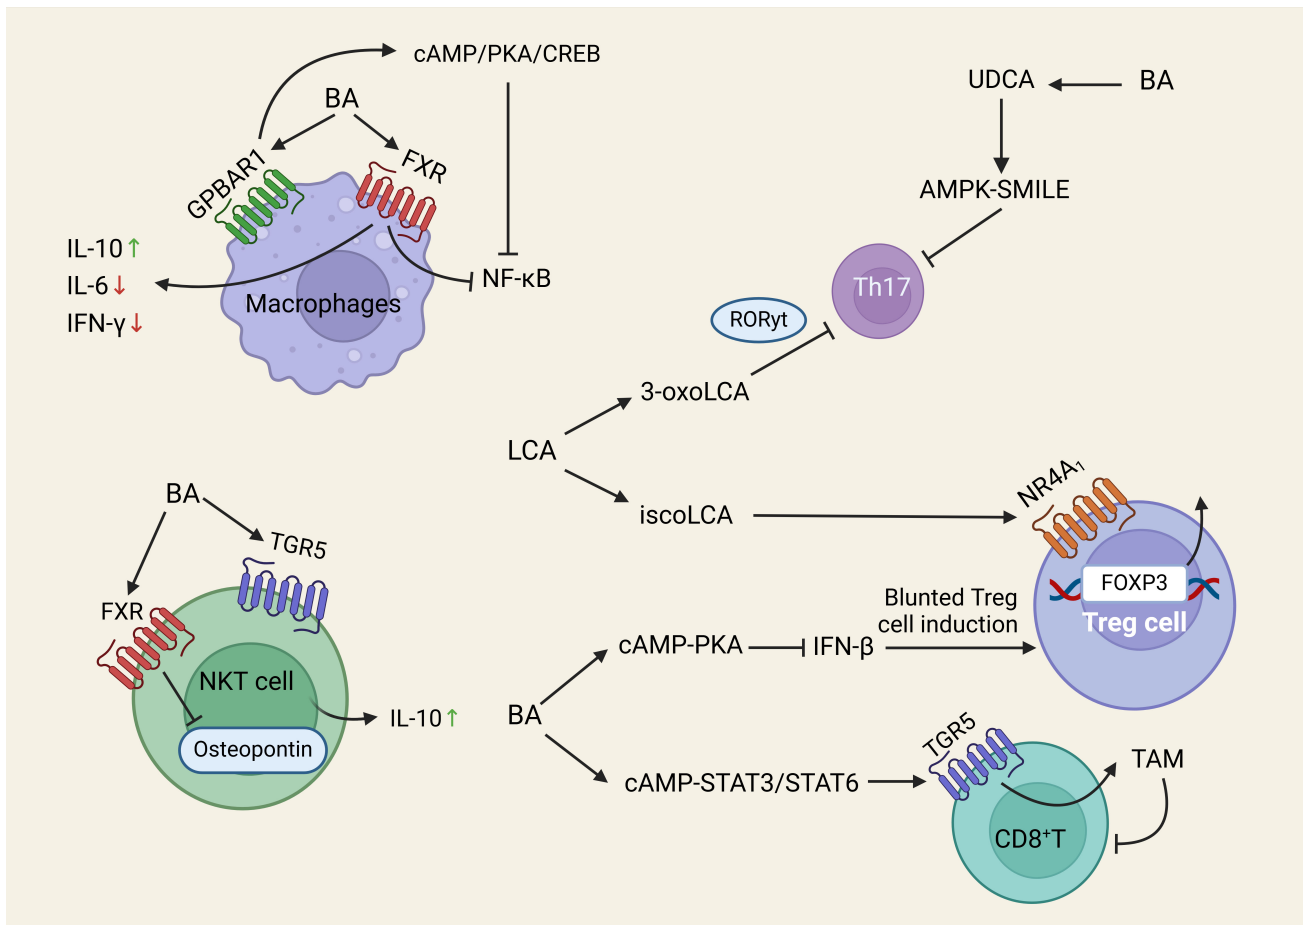 cAMP/PKA/CREB
BA
GPBAR1
FXR
IL-10↑
IL-6↓
IFN-γ↓
Macrophages
NF-κB
UDCA
BA
AMPK-SMILE
Th17
RORγt
3-oxoLCA
LCA
iscoLCA
NR4A₁
FOXP3
Treg cell
Blunted Treg
cell induction
BA
TGR5
FXR
NKT cell
Osteopontin
IL-10↑
cAMP-PKA
IFN-β
BA
cAMP-STAT3/STAT6
TGR5
TAM
CD8⁺T